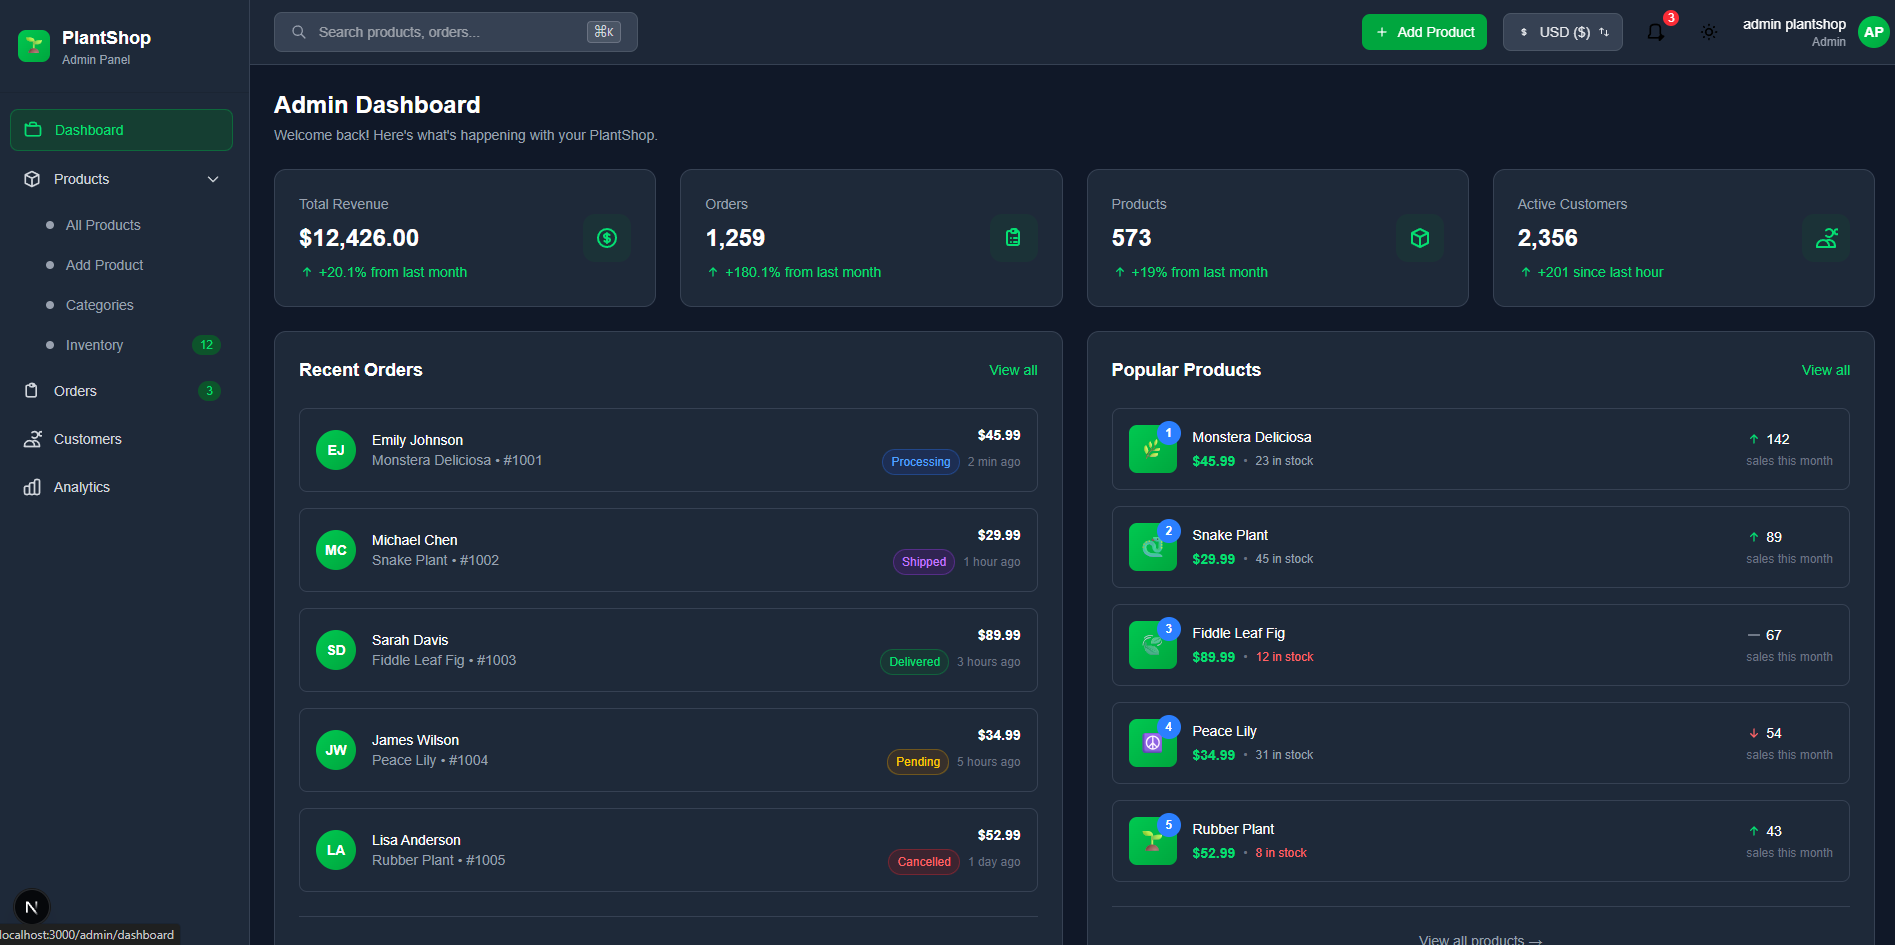 PlantShop
Admin Panel
Search products, orders...
⌘K
+ Add Product
$ USD ($)
3
admin plantshop
Admin
AP
Dashboard
Products
All Products
Add Product
Categories
Inventory
12
Orders
3
Customers
Analytics
Admin Dashboard
Welcome back! Here's what's happening with your PlantShop.
Total Revenue
$12,426.00
↑ +20.1% from last month
Orders
1,259
↑ +180.1% from last month
Products
573
↑ +19% from last month
Active Customers
2,356
↑ +201 since last hour
Recent Orders
View all
EJ
Emily Johnson
Monstera Deliciosa • #1001
$45.99
Processing
2 min ago
MC
Michael Chen
Snake Plant • #1002
$29.99
Shipped
1 hour ago
SD
Sarah Davis
Fiddle Leaf Fig • #1003
$89.99
Delivered
3 hours ago
JW
James Wilson
Peace Lily • #1004
$34.99
Pending
5 hours ago
LA
Lisa Anderson
Rubber Plant • #1005
$52.99
Cancelled
1 day ago
Popular Products
View all
1
Monstera Deliciosa
$45.99 • 23 in stock
↑ 142
sales this month
2
Snake Plant
$29.99 • 45 in stock
↑ 89
sales this month
3
Fiddle Leaf Fig
$89.99 • 12 in stock
— 67
sales this month
4
Peace Lily
$34.99 • 31 in stock
↓ 54
sales this month
5
Rubber Plant
$52.99 • 8 in stock
↑ 43
sales this month
View all products →
N
localhost:3000/admin/dashboard